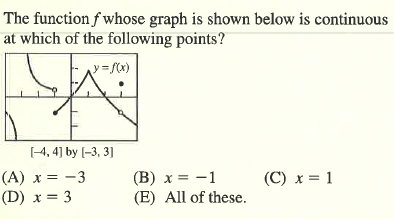 The function f whose graph is shown below is continuous
at which of the following points?
y = f(x)
[–4, 4] by [–3, 3]
(A) x = −3 (B) x = −1 (C) x = 1
(D) x = 3 (E) All of these.